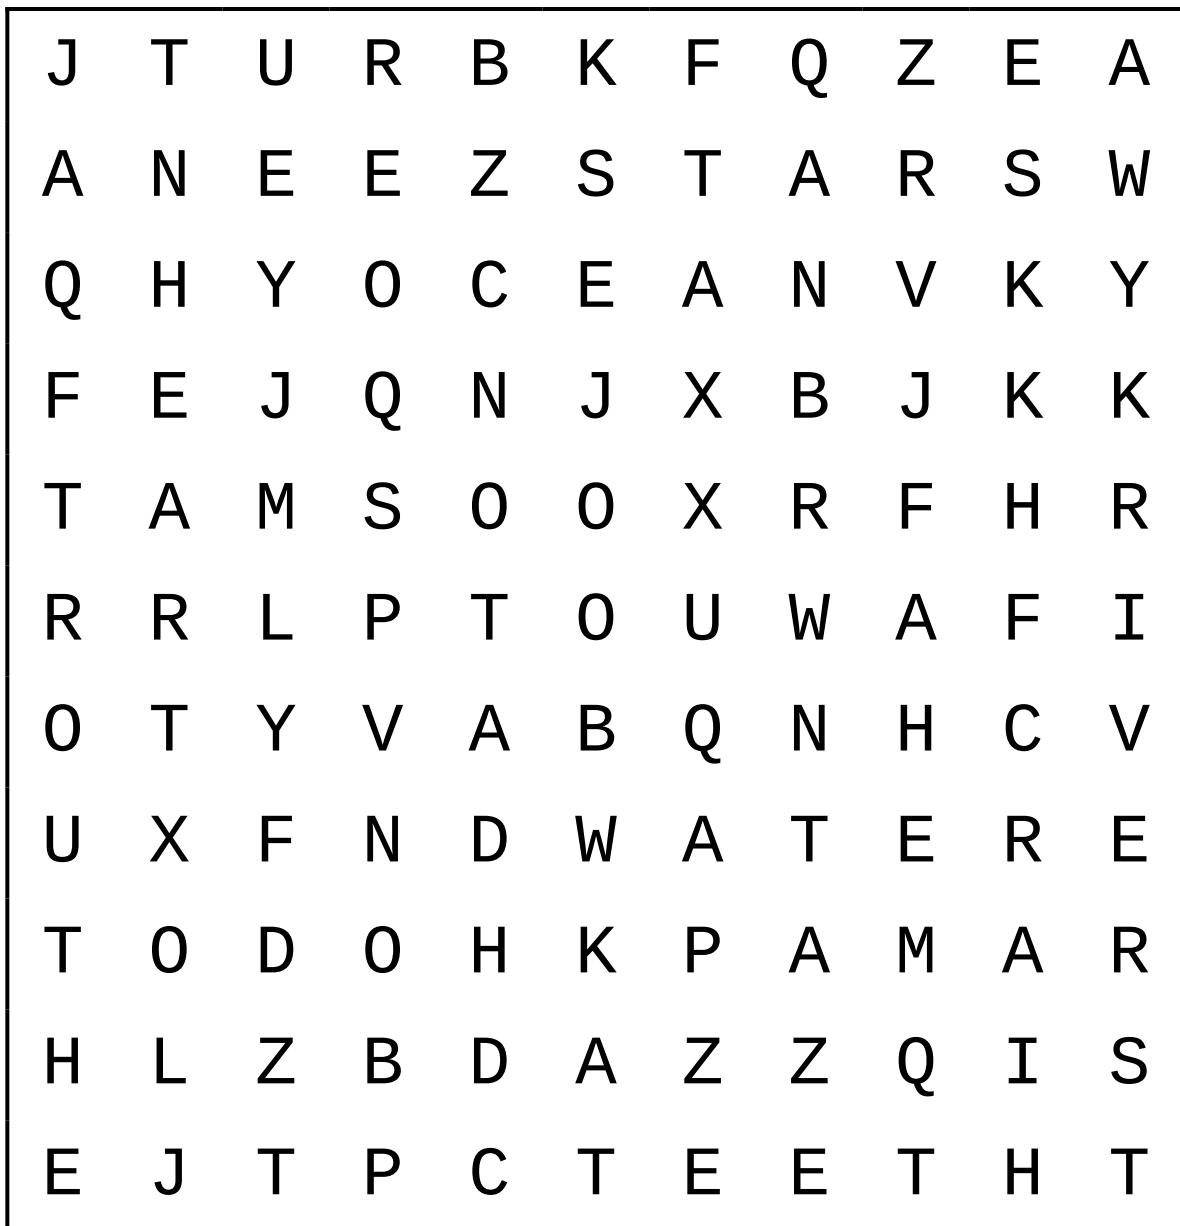 J T U R B K F Q Z E A
A N E E Z S T A R S W
Q H Y O C E A N V K Y
F E J Q N J X B J K K
T A M S O O X R F H R
R R L P T O U W A F I
O T Y V A B Q N H C V
U X F N D W A T E R E
T O D O H K P A M A R
H L Z B D A Z Z Q I S
E J T P C T E E T H T